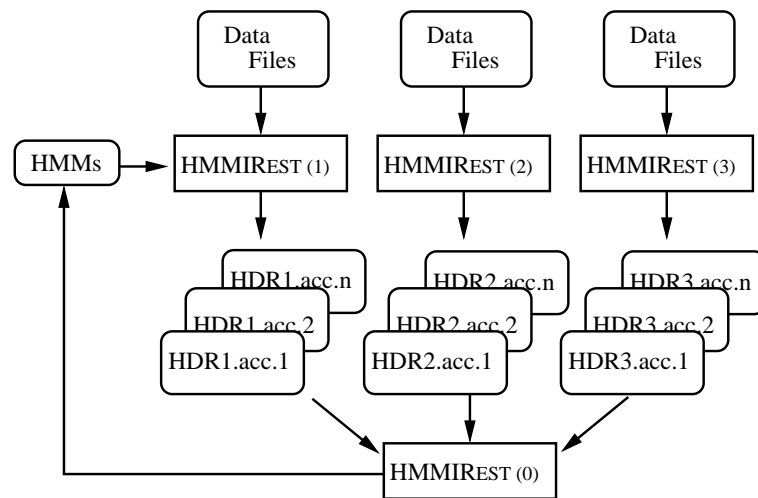 Data
Files
Data
Files
Data
Files
HMMs
HMMIREST (1)
HMMIREST (2)
HMMIREST (3)
HDR1.acc.n
HDR2.acc.n
HDR3.acc.n
HDR1.acc.2
HDR2.acc.2
HDR3.acc.2
HDR1.acc.1
HDR2.acc.1
HDR3.acc.1
HMMIREST (0)